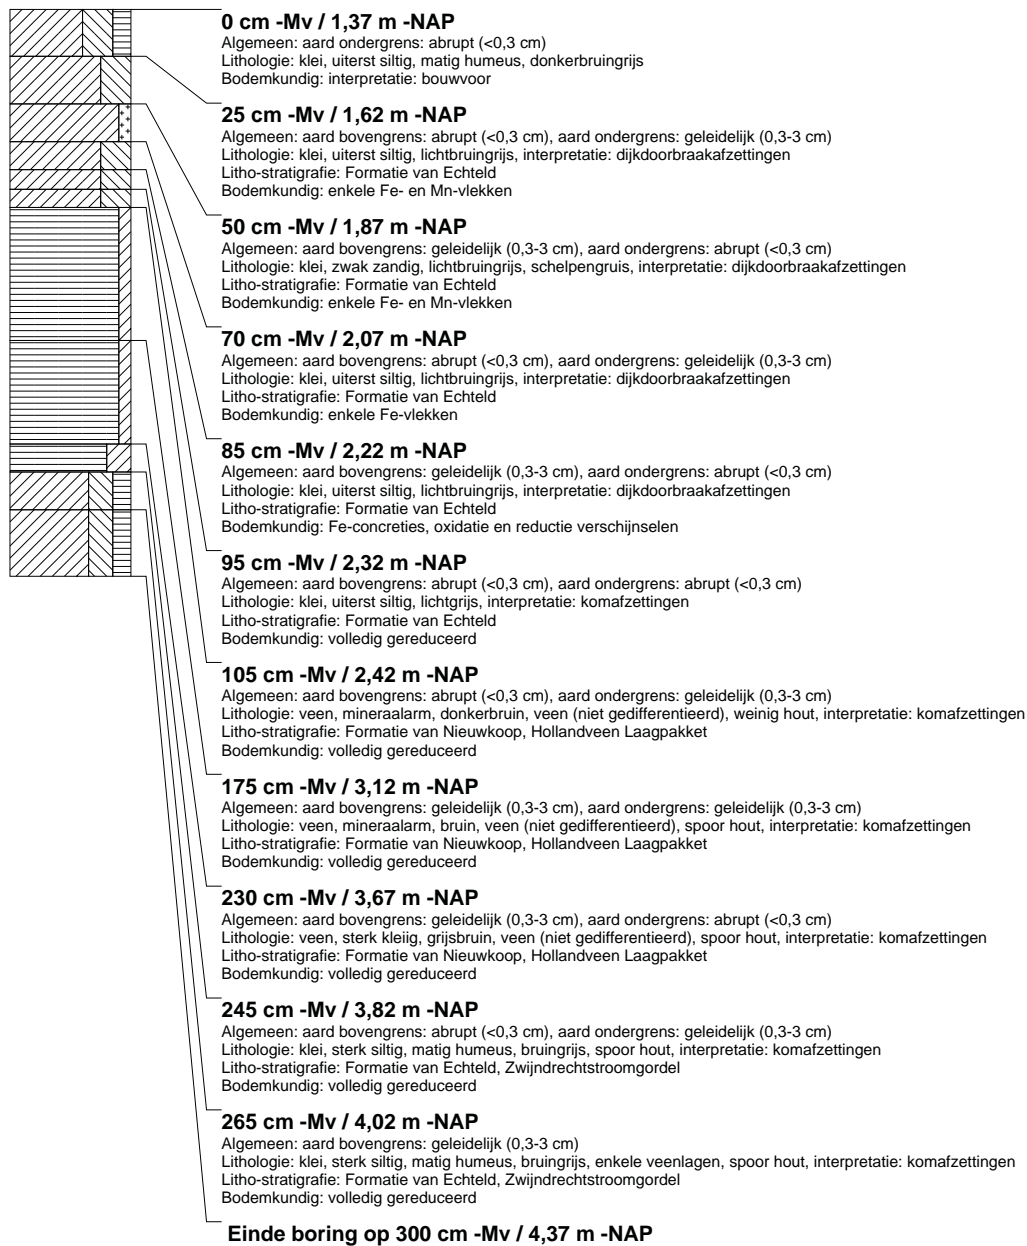 0 cm -Mv / 1,37 m -NAP
Algemeen: aard ondergrens: abrupt (<0,3 cm)
Lithologie: klei, uiterst siltig, matig humeus, donkerbruingrijs
Bodemkundig: interpretatie: bouwvoor
25 cm -Mv / 1,62 m -NAP
Algemeen: aard bovengrens: abrupt (<0,3 cm), aard ondergrens: geleidelijk (0,3-3 cm)
Lithologie: klei, uiterst siltig, lichtbruingrijs, interpretatie: dijkdoorbraakafzettingen
Litho-stratigrafie: Formatie van Echteld
Bodemkundig: enkele Fe- en Mn-vlekken
50 cm -Mv / 1,87 m -NAP
Algemeen: aard bovengrens: geleidelijk (0,3-3 cm), aard ondergrens: abrupt (<0,3 cm)
Lithologie: klei, zwak zandig, lichtbruingrijs, schelpengruis, interpretatie: dijkdoorbraakafzettingen
Litho-stratigrafie: Formatie van Echteld
Bodemkundig: enkele Fe- en Mn-vlekken
70 cm -Mv / 2,07 m -NAP
Algemeen: aard bovengrens: abrupt (<0,3 cm), aard ondergrens: geleidelijk (0,3-3 cm)
Lithologie: klei, uiterst siltig, lichtbruingrijs, interpretatie: dijkdoorbraakafzettingen
Litho-stratigrafie: Formatie van Echteld
Bodemkundig: enkele Fe-vlekken
85 cm -Mv / 2,22 m -NAP
Algemeen: aard bovengrens: geleidelijk (0,3-3 cm), aard ondergrens: abrupt (<0,3 cm)
Lithologie: klei, uiterst siltig, lichtbruingrijs, interpretatie: dijkdoorbraakafzettingen
Litho-stratigrafie: Formatie van Echteld
Bodemkundig: Fe-concreties, oxidatie en reductie verschijnselen
95 cm -Mv / 2,32 m -NAP
Algemeen: aard bovengrens: abrupt (<0,3 cm), aard ondergrens: abrupt (<0,3 cm)
Lithologie: klei, uiterst siltig, lichtgrijs, interpretatie: komafzettingen
Litho-stratigrafie: Formatie van Echteld
Bodemkundig: volledig gereduceerd
105 cm -Mv / 2,42 m -NAP
Algemeen: aard bovengrens: abrupt (<0,3 cm), aard ondergrens: geleidelijk (0,3-3 cm)
Lithologie: veen, mineraalarm, donkerbruin, veen (niet gedifferentieerd), weinig hout, interpretatie: komafzettingen
Litho-stratigrafie: Formatie van Nieuwkoop, Hollandveen Laagpakket
Bodemkundig: volledig gereduceerd
175 cm -Mv / 3,12 m -NAP
Algemeen: aard bovengrens: geleidelijk (0,3-3 cm), aard ondergrens: geleidelijk (0,3-3 cm)
Lithologie: veen, mineraalarm, bruin, veen (niet gedifferentieerd), spoor hout, interpretatie: komafzettingen
Litho-stratigrafie: Formatie van Nieuwkoop, Hollandveen Laagpakket
Bodemkundig: volledig gereduceerd
230 cm -Mv / 3,67 m -NAP
Algemeen: aard bovengrens: geleidelijk (0,3-3 cm), aard ondergrens: abrupt (<0,3 cm)
Lithologie: veen, sterk kleiig, grijsbruin, veen (niet gedifferentieerd), spoor hout, interpretatie: komafzettingen
Litho-stratigrafie: Formatie van Nieuwkoop, Hollandveen Laagpakket
Bodemkundig: volledig gereduceerd
245 cm -Mv / 3,82 m -NAP
Algemeen: aard bovengrens: abrupt (<0,3 cm), aard ondergrens: geleidelijk (0,3-3 cm)
Lithologie: klei, sterk siltig, matig humeus, bruingrijs, spoor hout, interpretatie: komafzettingen
Litho-stratigrafie: Formatie van Echteld, Zwijndrechtstroomgordel
Bodemkundig: volledig gereduceerd
265 cm -Mv / 4,02 m -NAP
Algemeen: aard bovengrens: geleidelijk (0,3-3 cm)
Lithologie: klei, sterk siltig, matig humeus, bruingrijs, enkele veenlagen, spoor hout, interpretatie: komafzettingen
Litho-stratigrafie: Formatie van Echteld, Zwijndrechtstroomgordel
Bodemkundig: volledig gereduceerd
Einde boring op 300 cm -Mv / 4,37 m -NAP